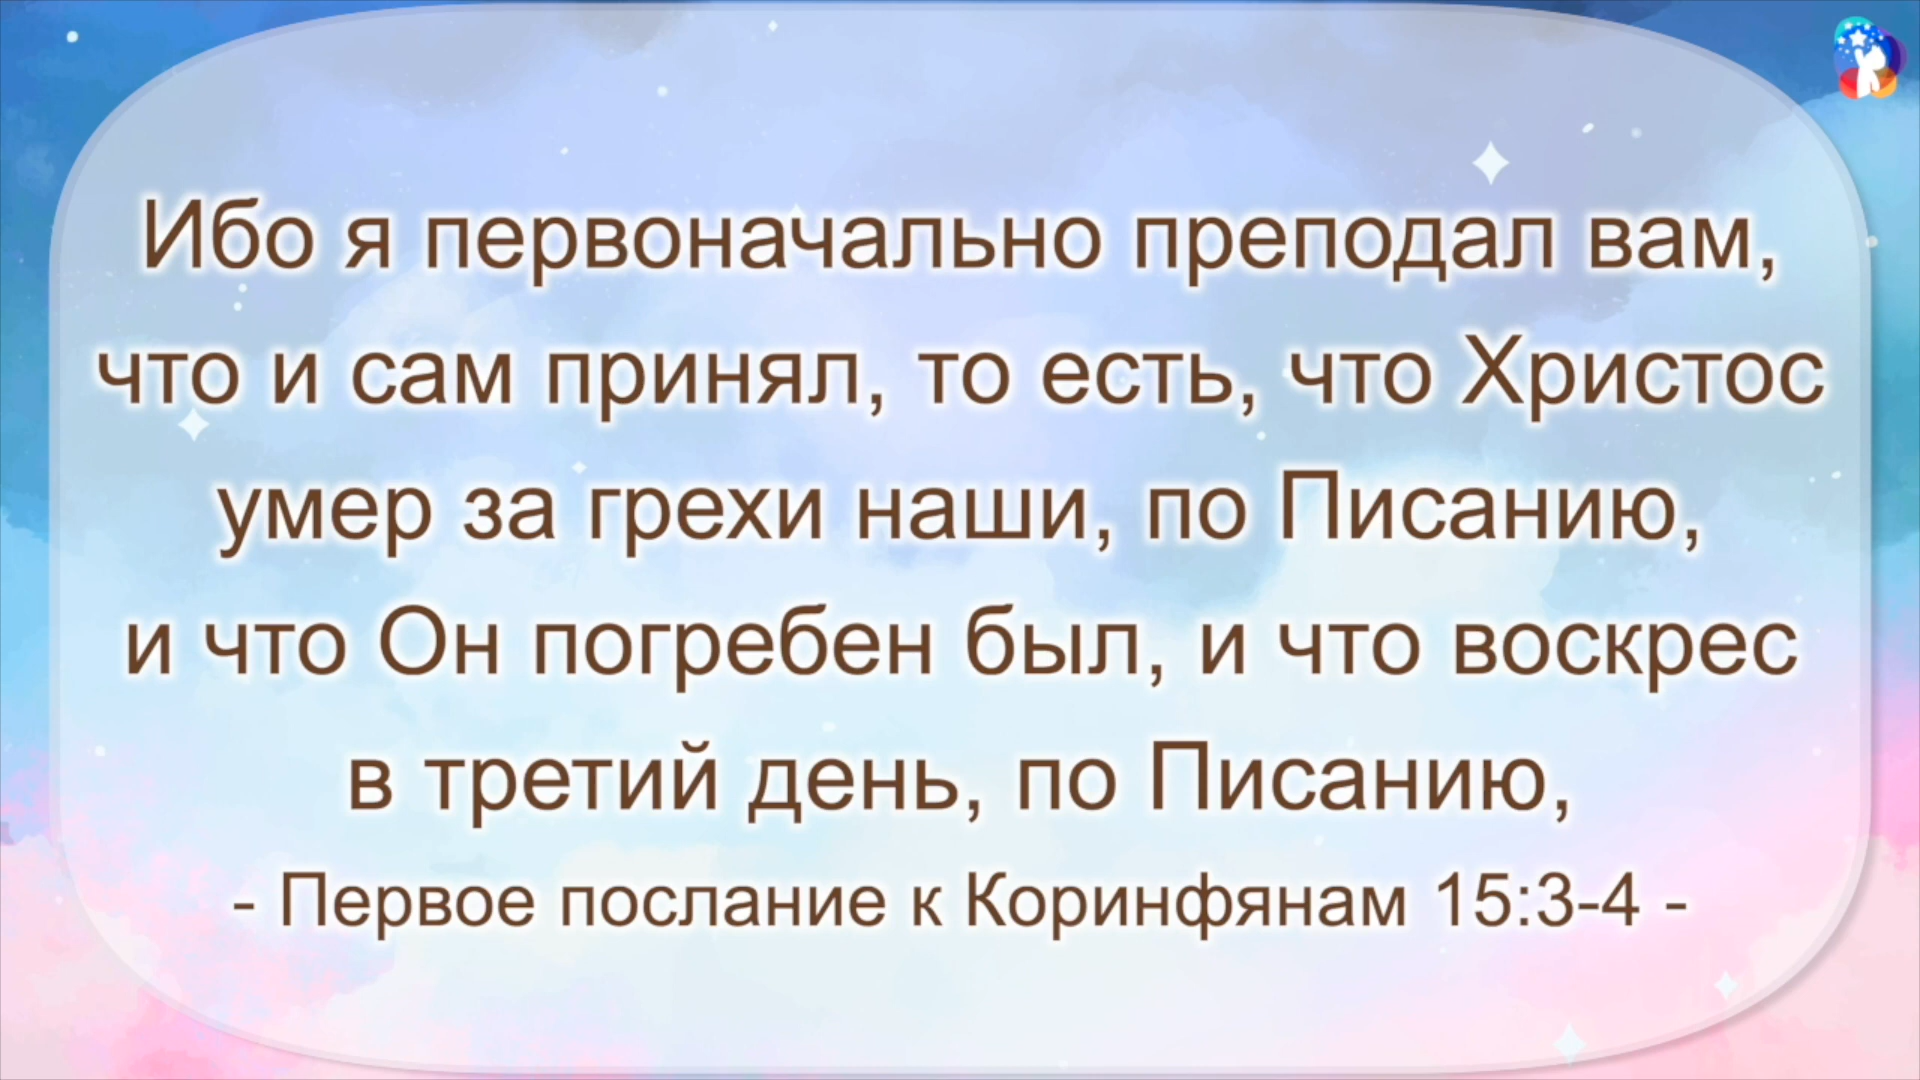 Ибо я первоначально преподал вам,
что и сам принял, то есть, что Христос
умер за грехи наши, по Писанию,
и что Он погребен был, и что воскрес
в третий день, по Писанию,
- Первое послание к Коринфянам 15:3-4 -